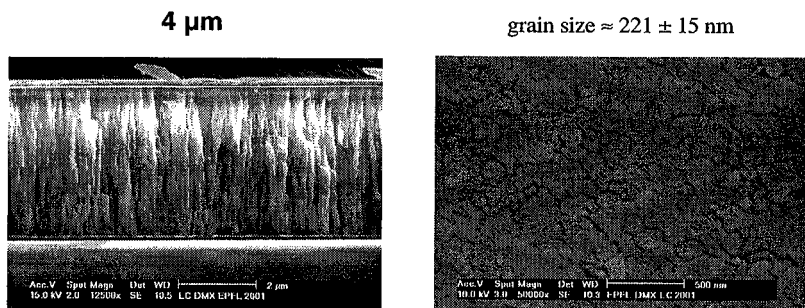 4 µm
grain size ≈ 221 ± 15 nm
Acc.V Spot Magn Det WD 2 µm
15.0 kV 2.0 12500x SE 10.5 LC DMX EPFL 2001
Acc.V Spot Magn Det WD 500 nm
10.0 kV 3.0 50000x SE 10.3 EPFL DMX LC 2001